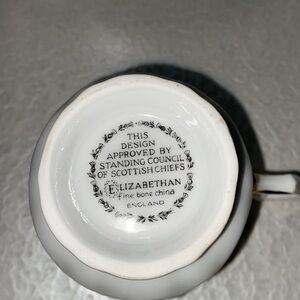 THIS
DESIGN
APPROVED BY
STANDING COUNCIL
OF SCOTTISH CHIEFS
ELIZABETHAN
Fine bone china
ENGLAND